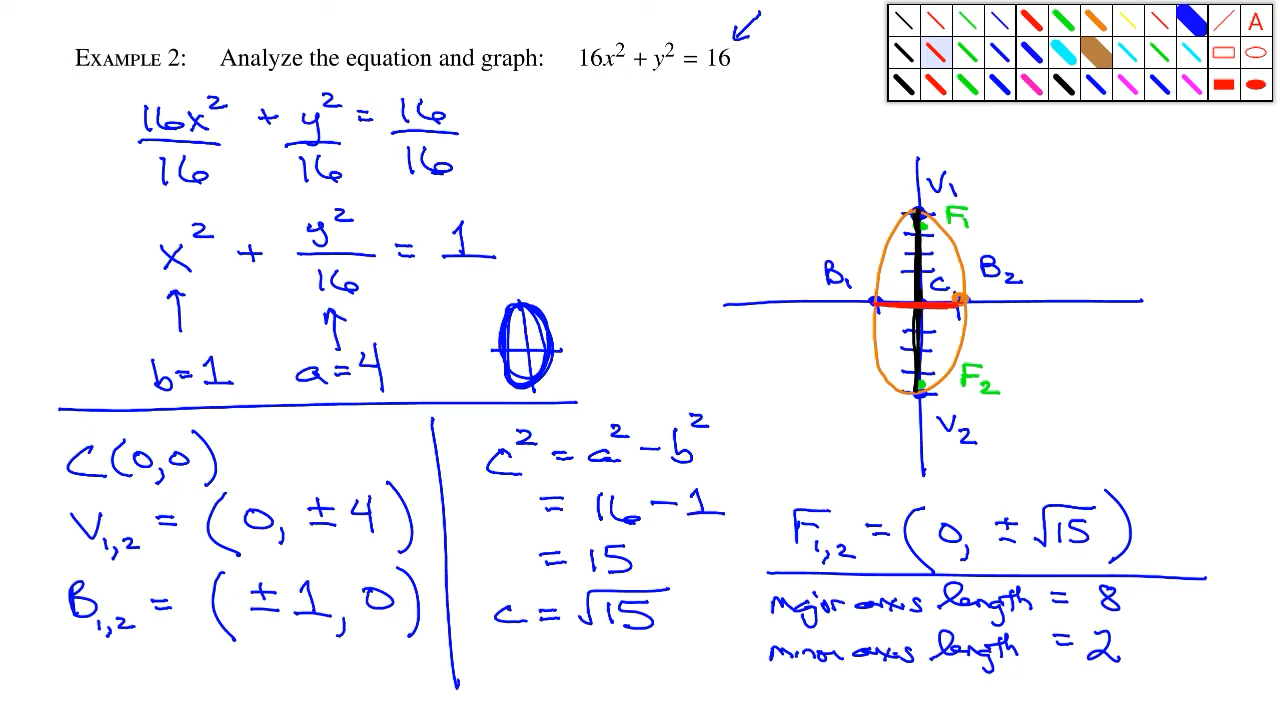 EXAMPLE 2: Analyze the equation and graph: 16x² + y² = 16
16x²/16 + y²/16 = 16/16
x² + y²/16 = 1
b=1 a=4
C(0,0)
V₁,₂ = (0, ±4)
B₁,₂ = (±1, 0)
c² = a² − b²
= 16 − 1
= 15
c = √15
V₁
F₁
B₁ C B₂
F₂
V₂
F₁,₂ = (0, ±√15)
major axis length = 8
minor axis length = 2
A